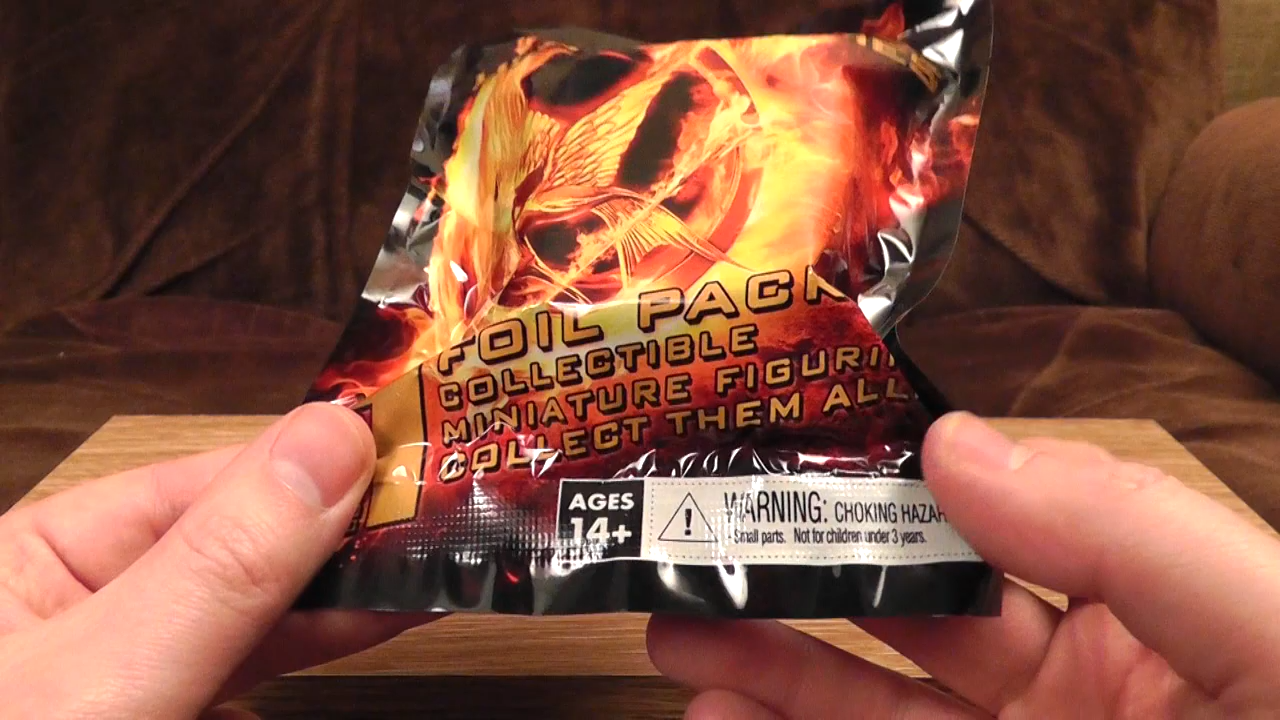 FOIL PACK
COLLECTIBLE
MINIATURE FIGURI
COLLECT THEM ALL
1
AGES
14+
WARNING: CHOKING HAZAR
- Small parts. Not for children under 3 years.